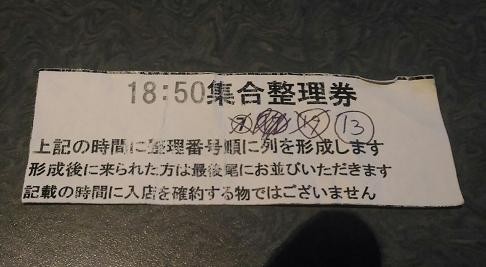 18:50集合整理券
13
上記の時間に整理番号順に列を形成します
形成後に来られた方は最後尾にお並びいただきます
記載の時間に入店を確約する物ではございません